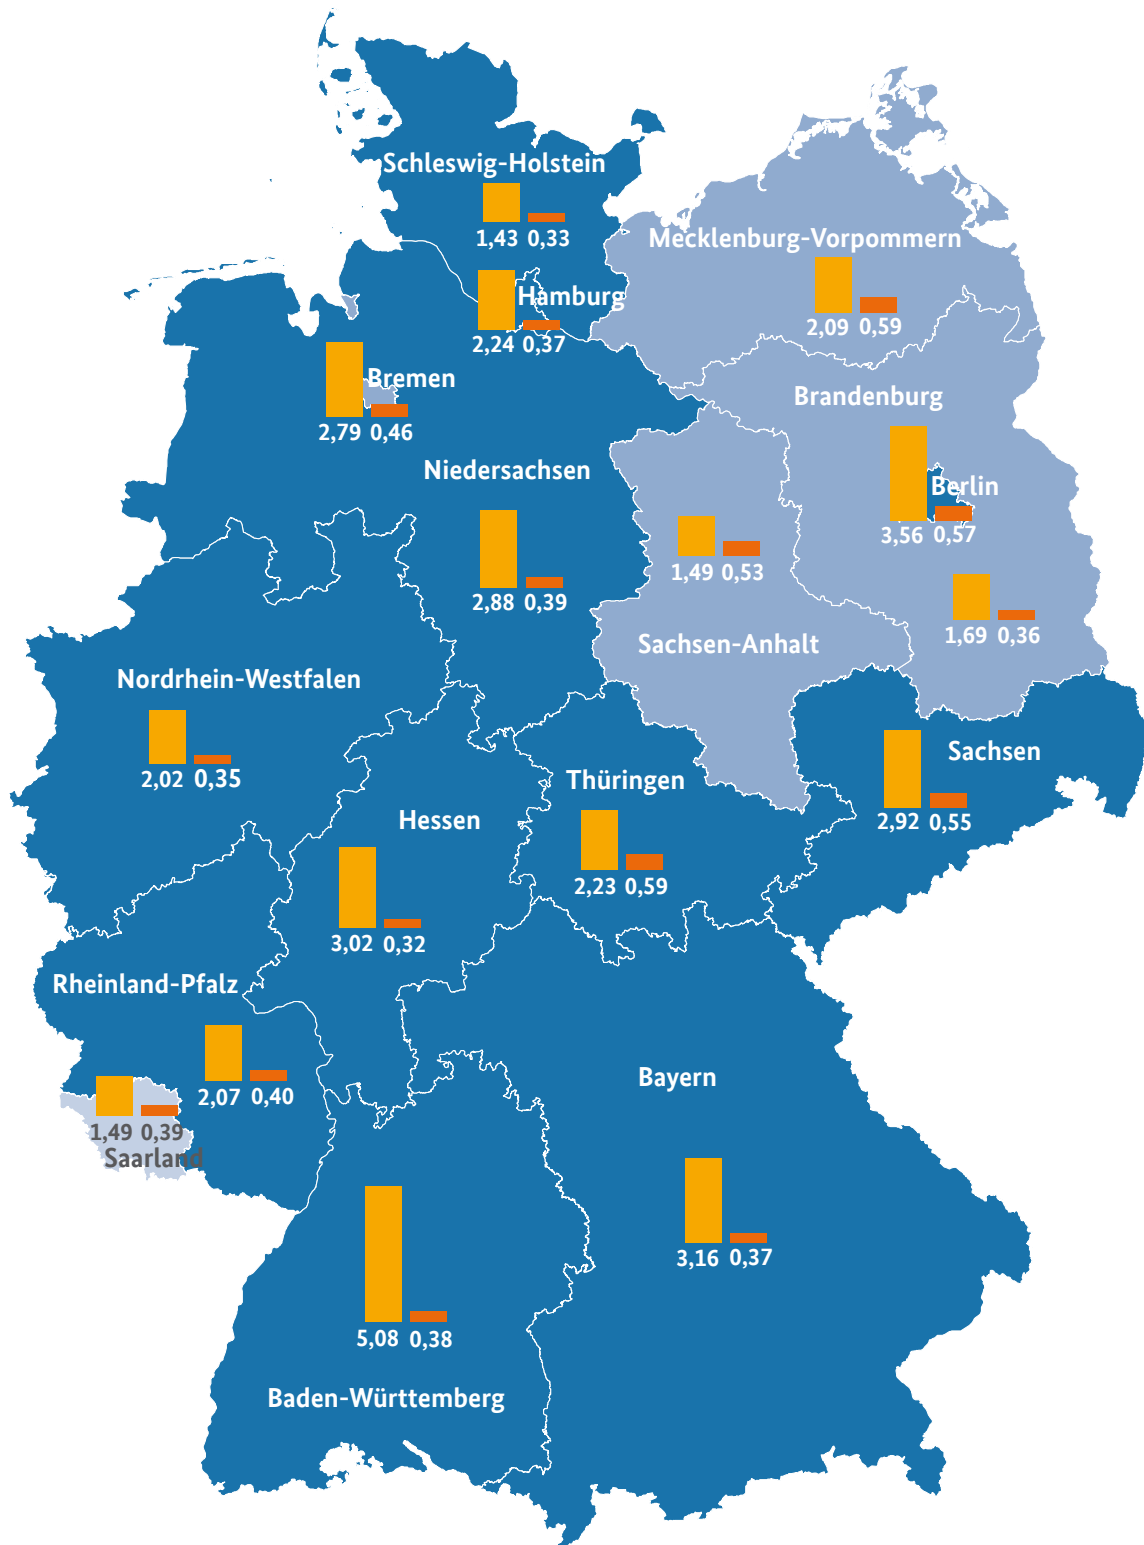 Schleswig-Holstein
1,43 0,33
Mecklenburg-Vorpommern
2,09 0,59
Hamburg
2,24 0,37
Bremen
2,79 0,46
Brandenburg
Niedersachsen
2,88 0,39
Berlin
3,56 0,57
1,49 0,53
Sachsen-Anhalt
1,69 0,36
Nordrhein-Westfalen
2,02 0,35
Sachsen
2,92 0,55
Thüringen
2,23 0,59
Hessen
3,02 0,32
Rheinland-Pfalz
2,07 0,40
1,49 0,39
Saarland
Bayern
3,16 0,37
5,08 0,38
Baden-Württemberg